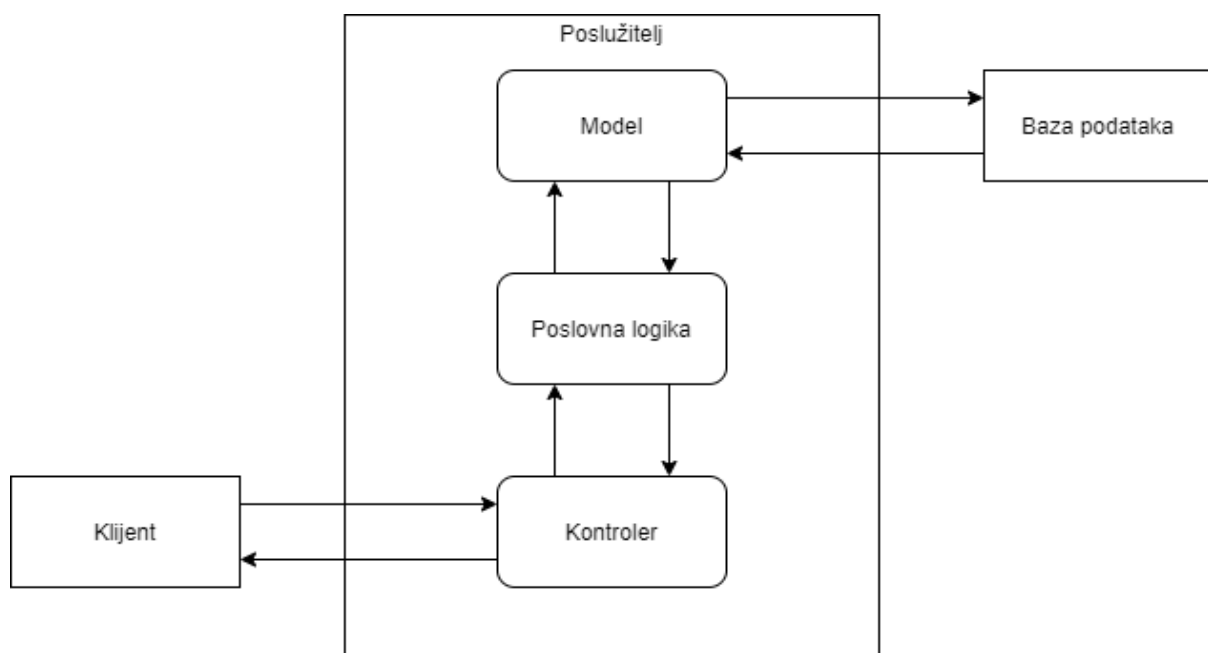 Poslužitelj
Model
Baza podataka
Poslovna logika
Klijent
Kontroler